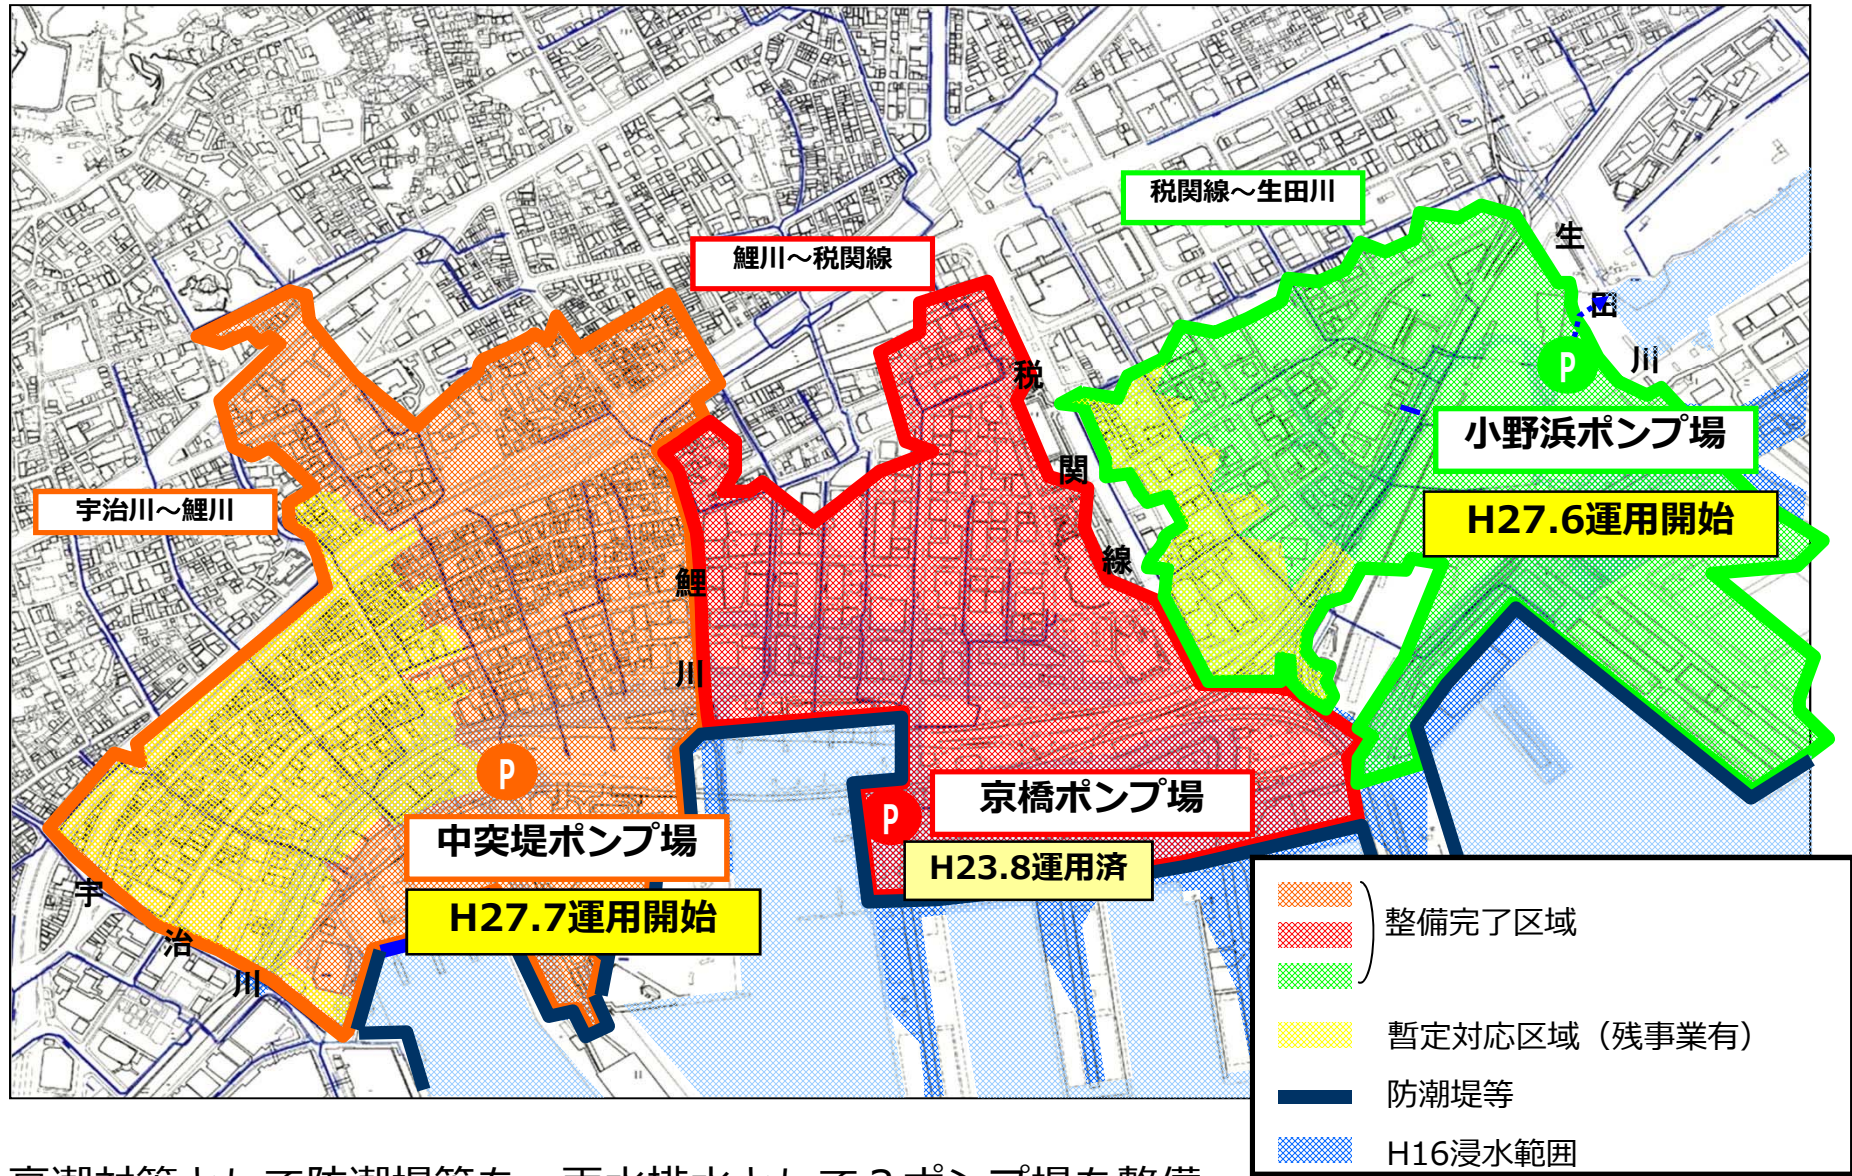 税関線～生田川
鯉川～税関線
宇治川～鯉川
生田川
税関線
鯉川
宇治川
P
小野浜ポンプ場
H27.6運用開始
P
中突堤ポンプ場
H27.7運用開始
P
京橋ポンプ場
H23.8運用済
整備完了区域
暫定対応区域（残事業有）
防潮堤等
H16浸水範囲